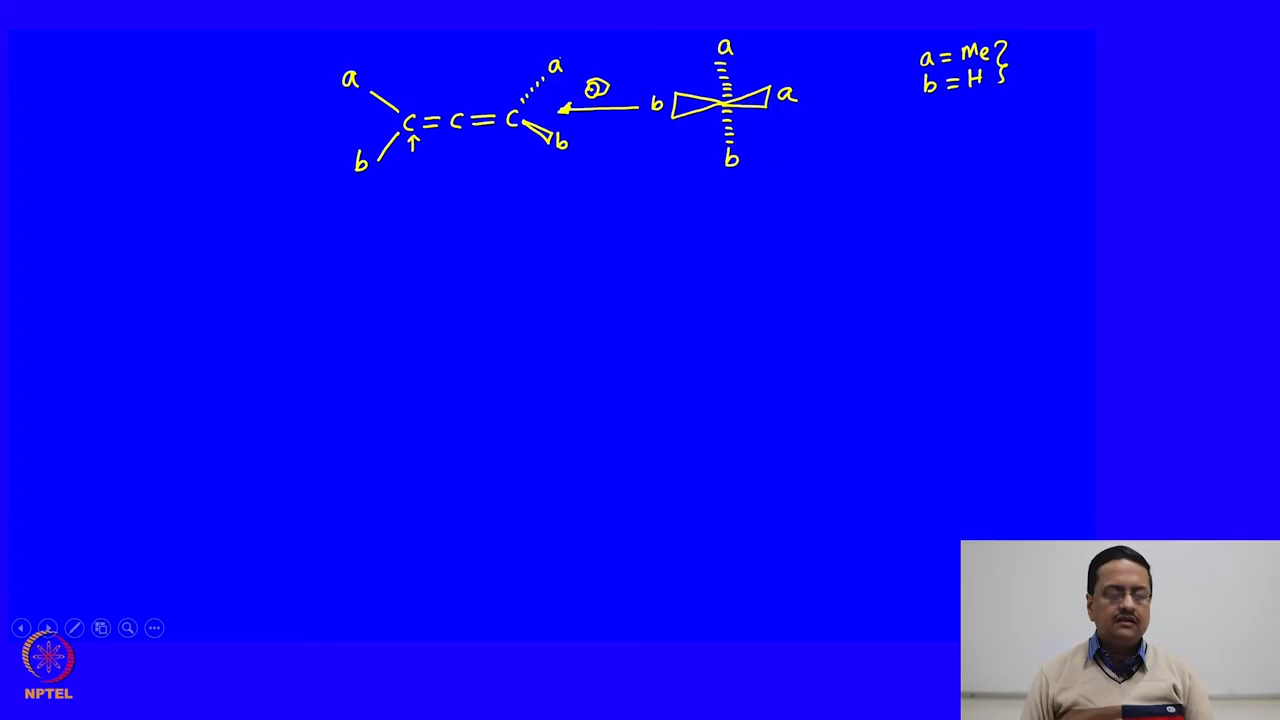 a
a
a = Me
b = H
a
b
a
C = C = C
b
b
b
NPTEL